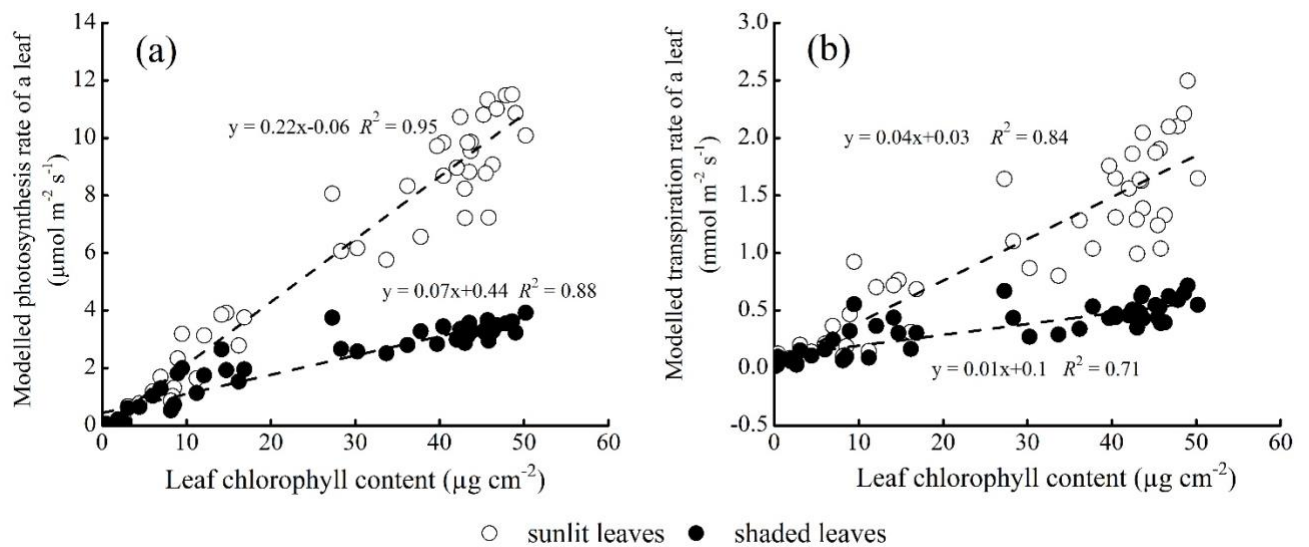 (a)
Modelled photosynthesis rate of a leaf
(µmol m⁻² s⁻¹)
14
12
10
8
6
4
2
0
y = 0.22x-0.06 R² = 0.95
y = 0.07x+0.44 R² = 0.88
0 10 20 30 40 50 60
Leaf chlorophyll content (µg cm⁻²)
(b)
Modelled transpiration rate of a leaf
(mmol m⁻² s⁻¹)
3.0
2.5
2.0
1.5
1.0
0.5
0.0
-0.5
y = 0.04x+0.03 R² = 0.84
y = 0.01x+0.1 R² = 0.71
0 10 20 30 40 50 60
Leaf chlorophyll content (µg cm⁻²)
sunlit leaves shaded leaves